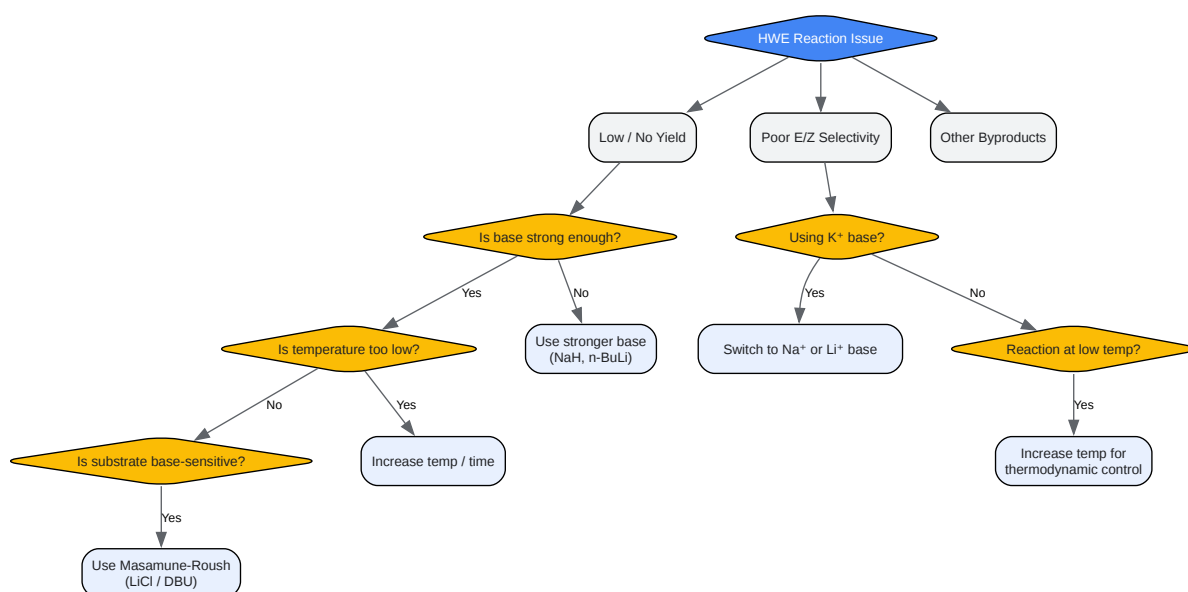 HWE Reaction Issue
Low / No Yield
Poor E/Z Selectivity
Other Byproducts
Is base strong enough?
Using K⁺ base?
Yes
No
Yes
No
Is temperature too low?
Use stronger base
(NaH, n-BuLi)
Switch to Na⁺ or Li⁺ base
Reaction at low temp?
No
Yes
Yes
Is substrate base-sensitive?
Increase temp / time
Increase temp for
thermodynamic control
Yes
Use Masamune-Roush
(LiCl / DBU)